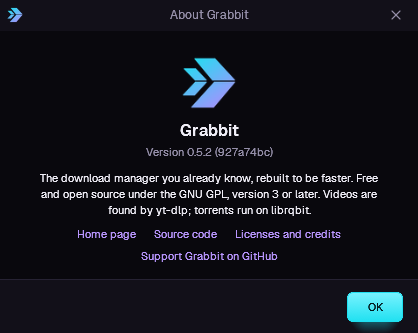 About Grabbit
Grabbit
Version 0.5.2 (927a74bc)
The download manager you already know, rebuilt to be faster. Free
and open source under the GNU GPL, version 3 or later. Videos are
found by yt-dlp; torrents run on librqbit.
Home page Source code Licenses and credits
Support Grabbit on GitHub
OK